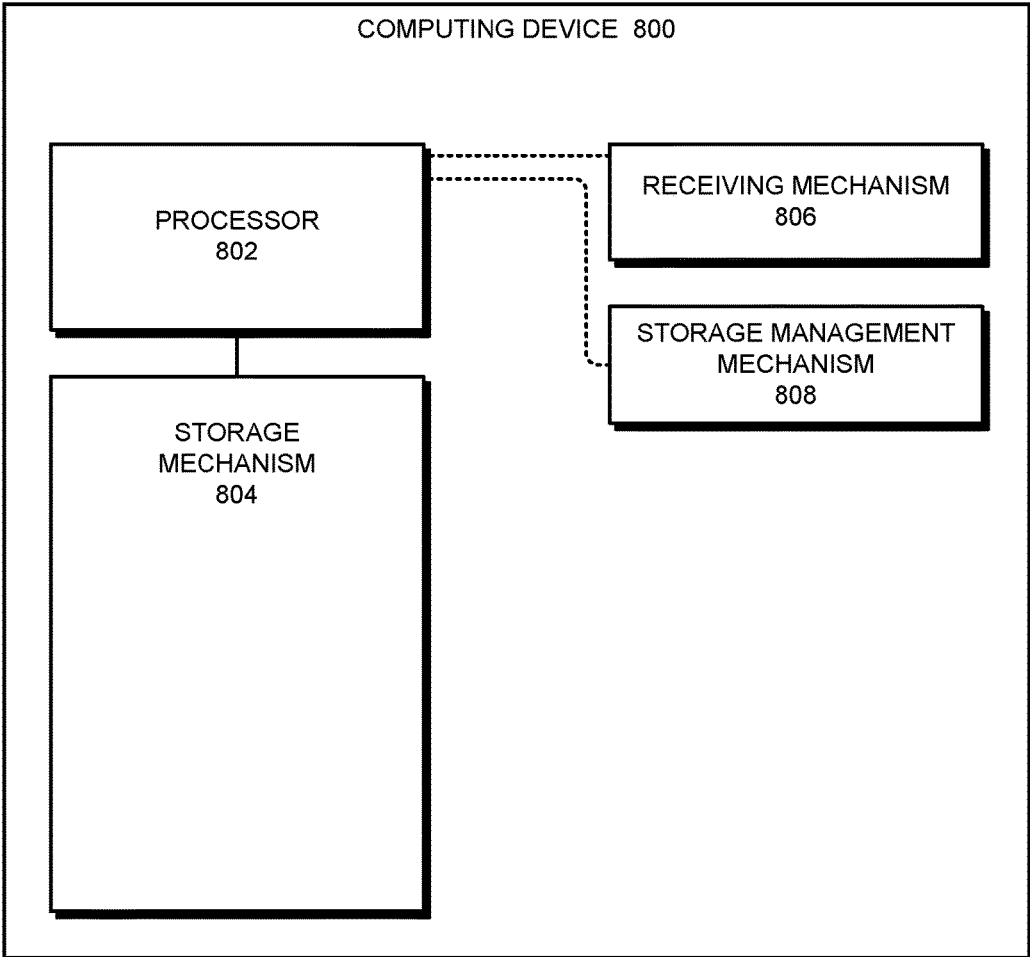 COMPUTING DEVICE 800
PROCESSOR
802
RECEIVING MECHANISM
806
STORAGE MANAGEMENT
MECHANISM
808
STORAGE
MECHANISM
804